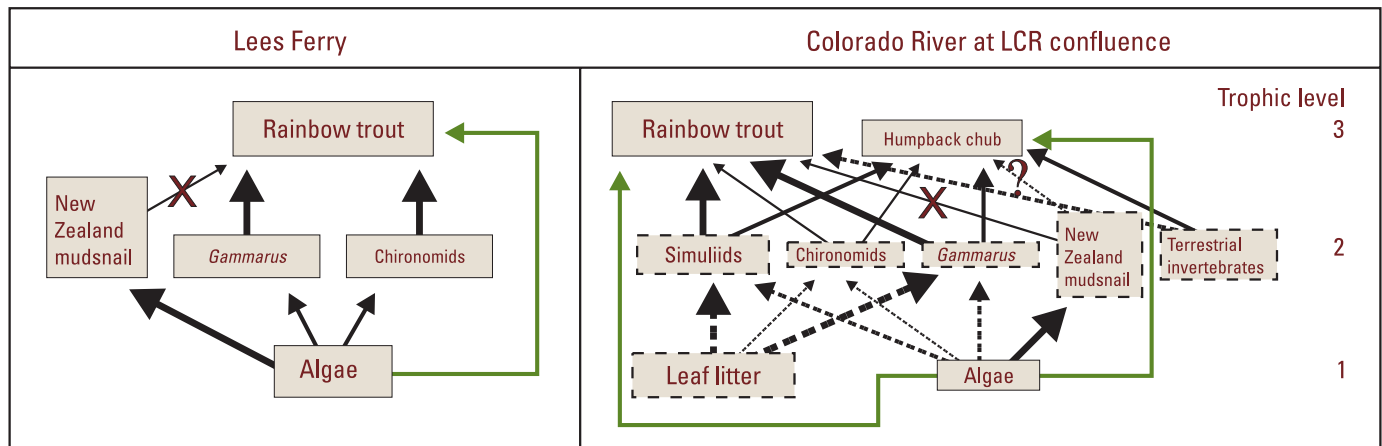 Lees Ferry
Colorado River at LCR confluence
Trophic level
3
2
1
Rainbow trout
New
Zealand
mudsnail
X
Gammarus
Chironomids
Algae
Rainbow trout
Humpback chub
?
X
Simuliids
Chironomids
Gammarus
New
Zealand
mudsnail
Terrestrial
invertebrates
Leaf litter
Algae